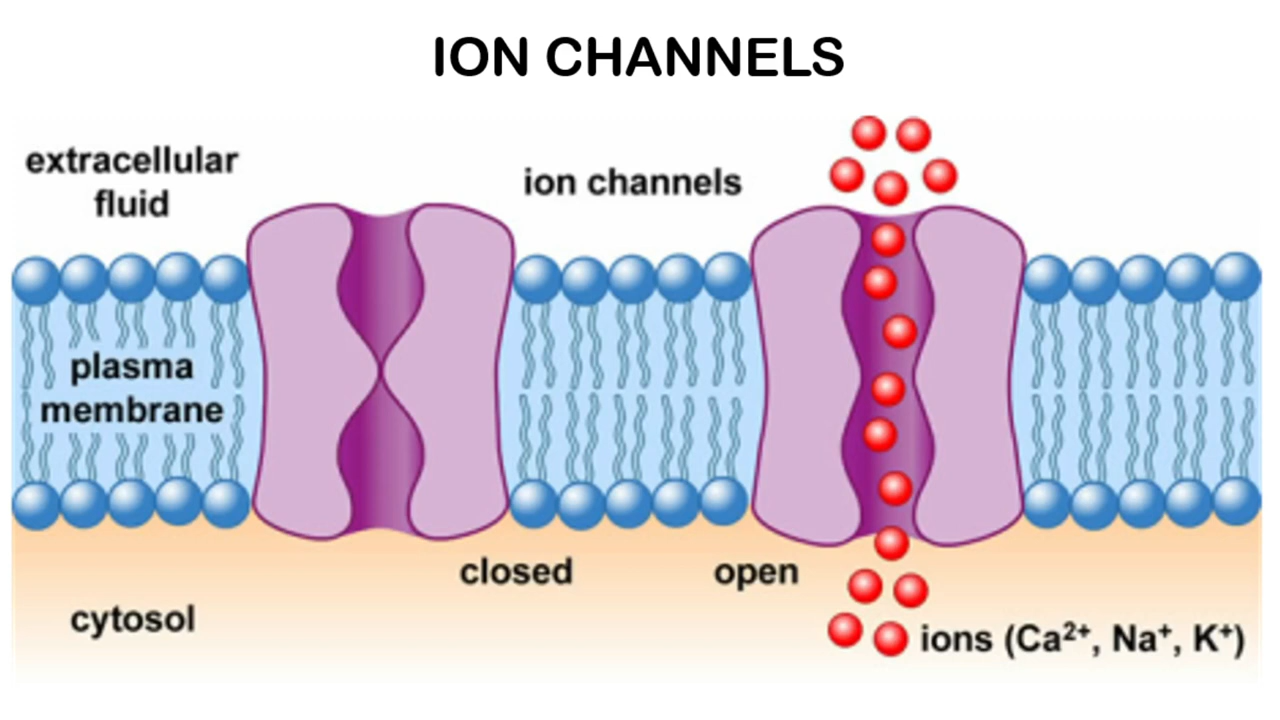 ION CHANNELS
extracellular
fluid
ion channels
plasma
membrane
closed
open
cytosol
ions (Ca²⁺, Na⁺, K⁺)